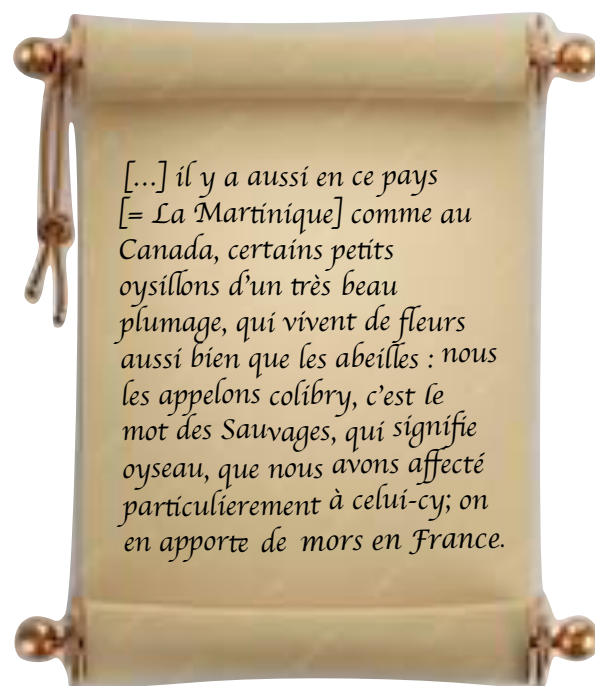 [...] il y a aussi en ce pays
[= La Martinique] comme au
Canada, certains petits
oysillons d'un très beau
plumage, qui vivent de fleurs
aussi bien que les abeilles : nous
les appelons colibry, c'est le
mot des Sauvages, qui signifie
oyseau, que nous avons affecté
particulierement à celui-cy; on
en apporte de mors en France.